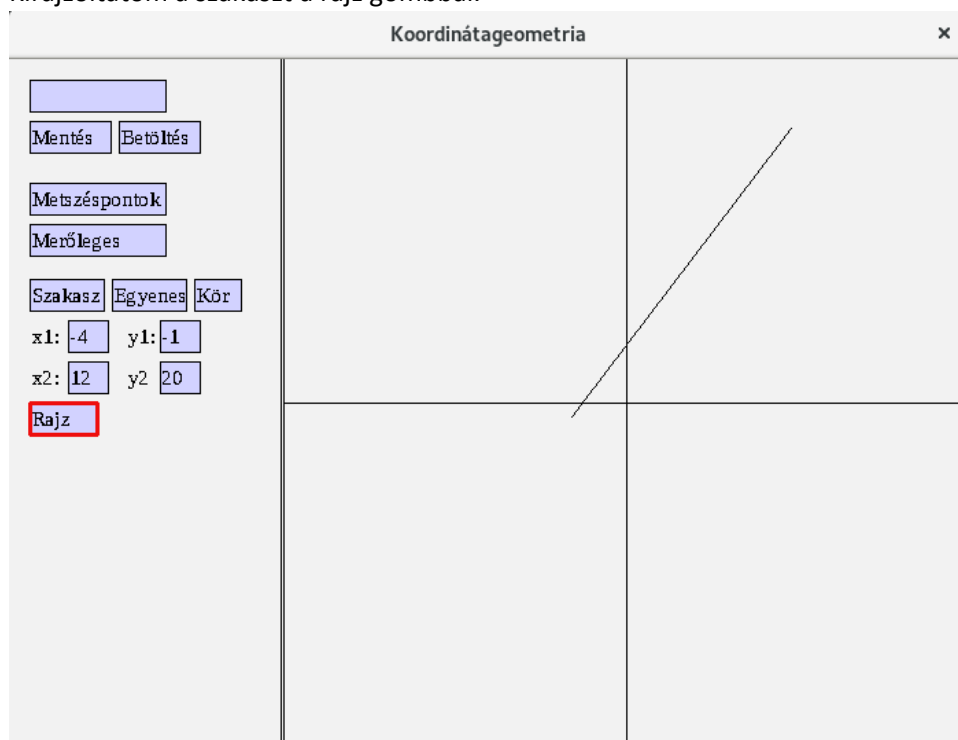 Koordinátageometria ×
Mentés Betöltés
Metszéspontok
Merőleges
Szakasz Egyenes Kör
x1: -4 y1: -1
x2: 12 y2 20
Rajz